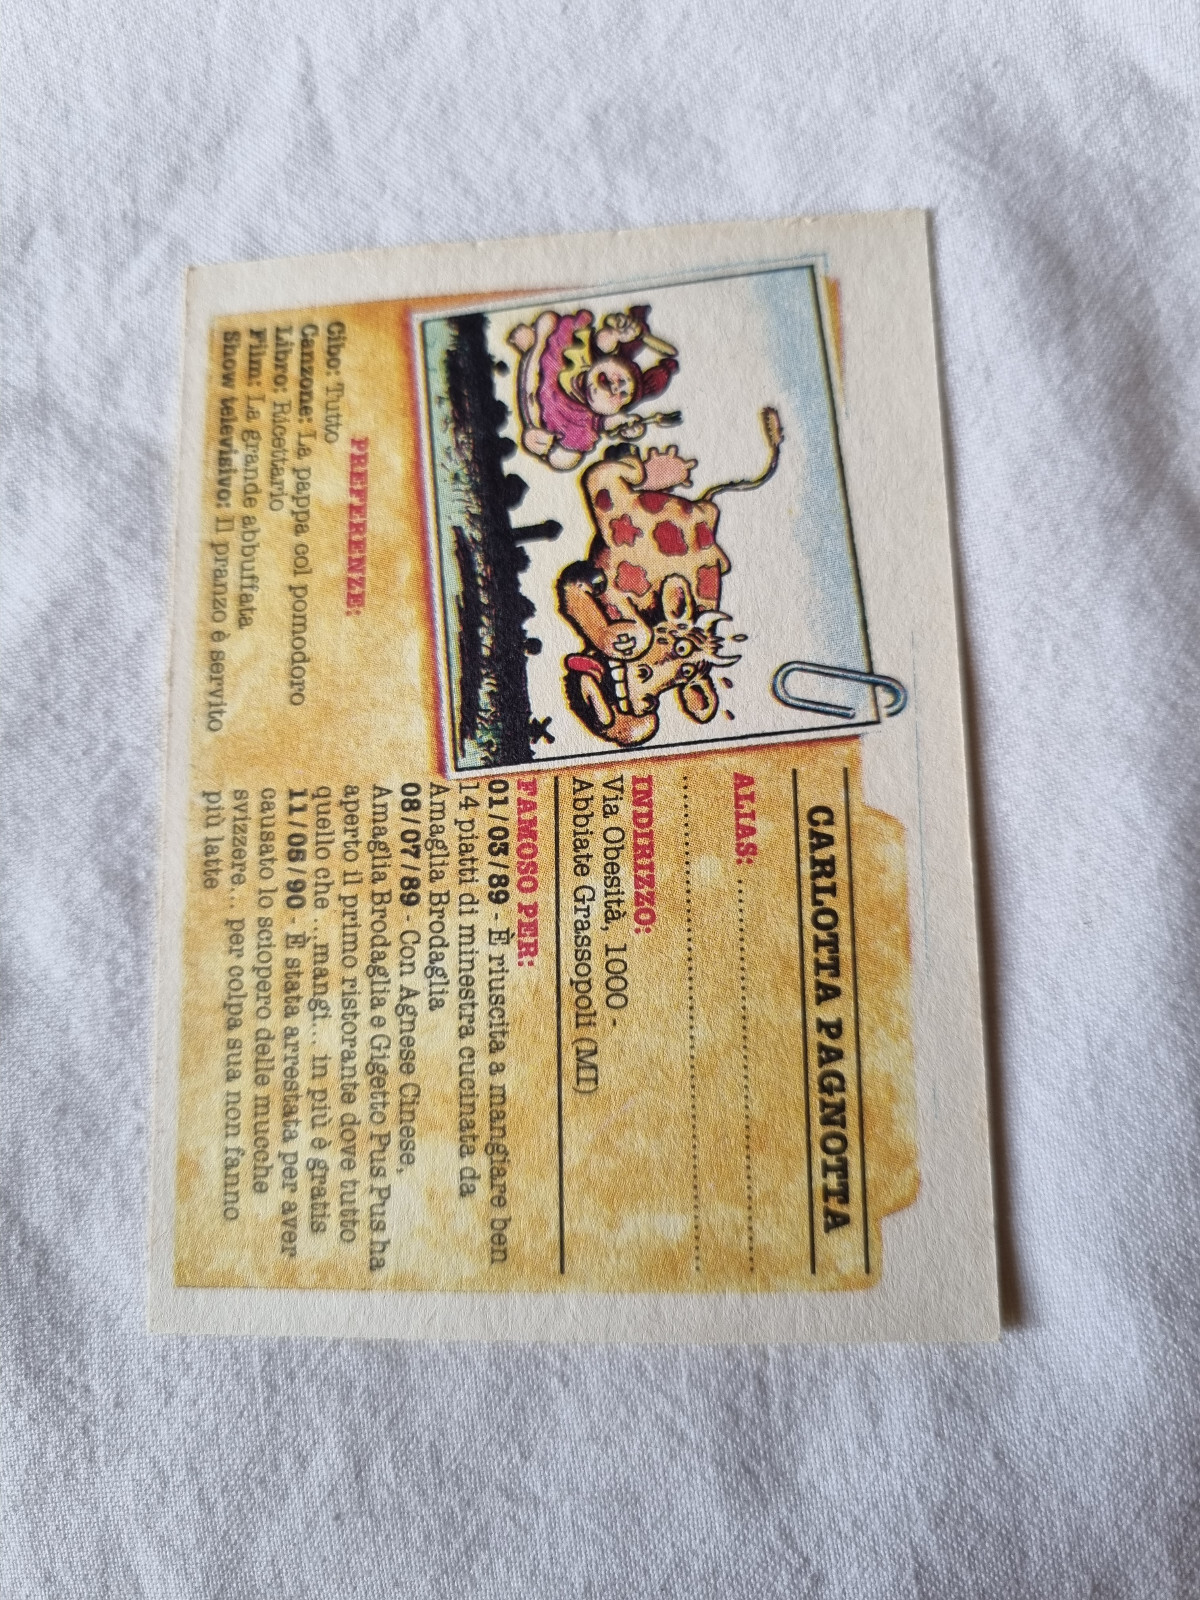 CARLOTTA PAGNOTTA
ALIAS: ..............................
..............................
INDIRIZZO:
Via Obesità, 1000 -
Abbiate Grassopoli (MI)
FAMOSO PER:
01/03/89 - È riuscita a mangiare ben
14 piatti di minestra cucinata da
Amaglia Brodaglia
08/07/89 - Con Agnese Cinese,
Amaglia Brodaglia e Gigetto Pus Pus ha
aperto il primo ristorante dove tutto
quello che ...mangi... in più è gratis
11/05/90 - È stata arrestata per aver
causato lo sciopero delle mucche
svizzere... per colpa sua non fanno
più latte
PREFERENZE:
Cibo: Tutto
Canzone: La pappa col pomodoro
Libro: Ricettario
Film: La grande abbuffata
Show televisivo: Il pranzo è servito